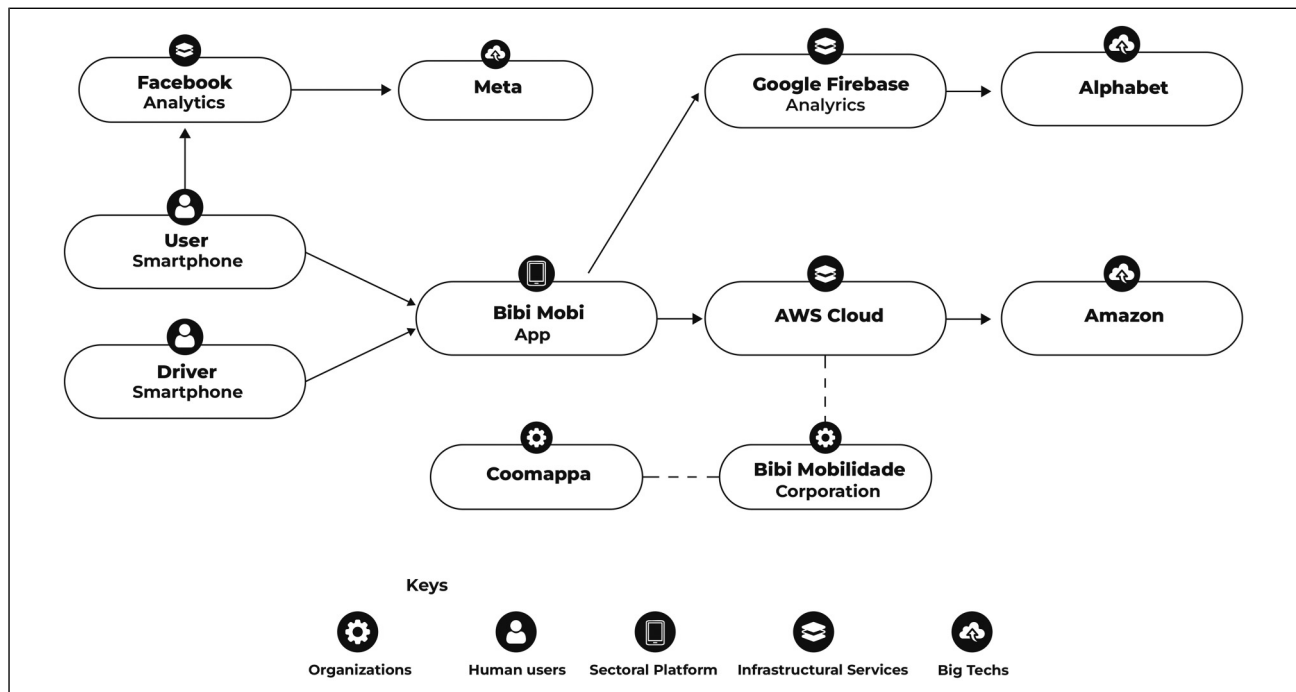 Facebook
Analytics
Meta
Google Firebase
Analyrics
Alphabet
User
Smartphone
Bibi Mobi
App
AWS Cloud
Amazon
Driver
Smartphone
Coomappa
Bibi Mobilidade
Corporation
Keys
Organizations
Human users
Sectoral Platform
Infrastructural Services
Big Techs